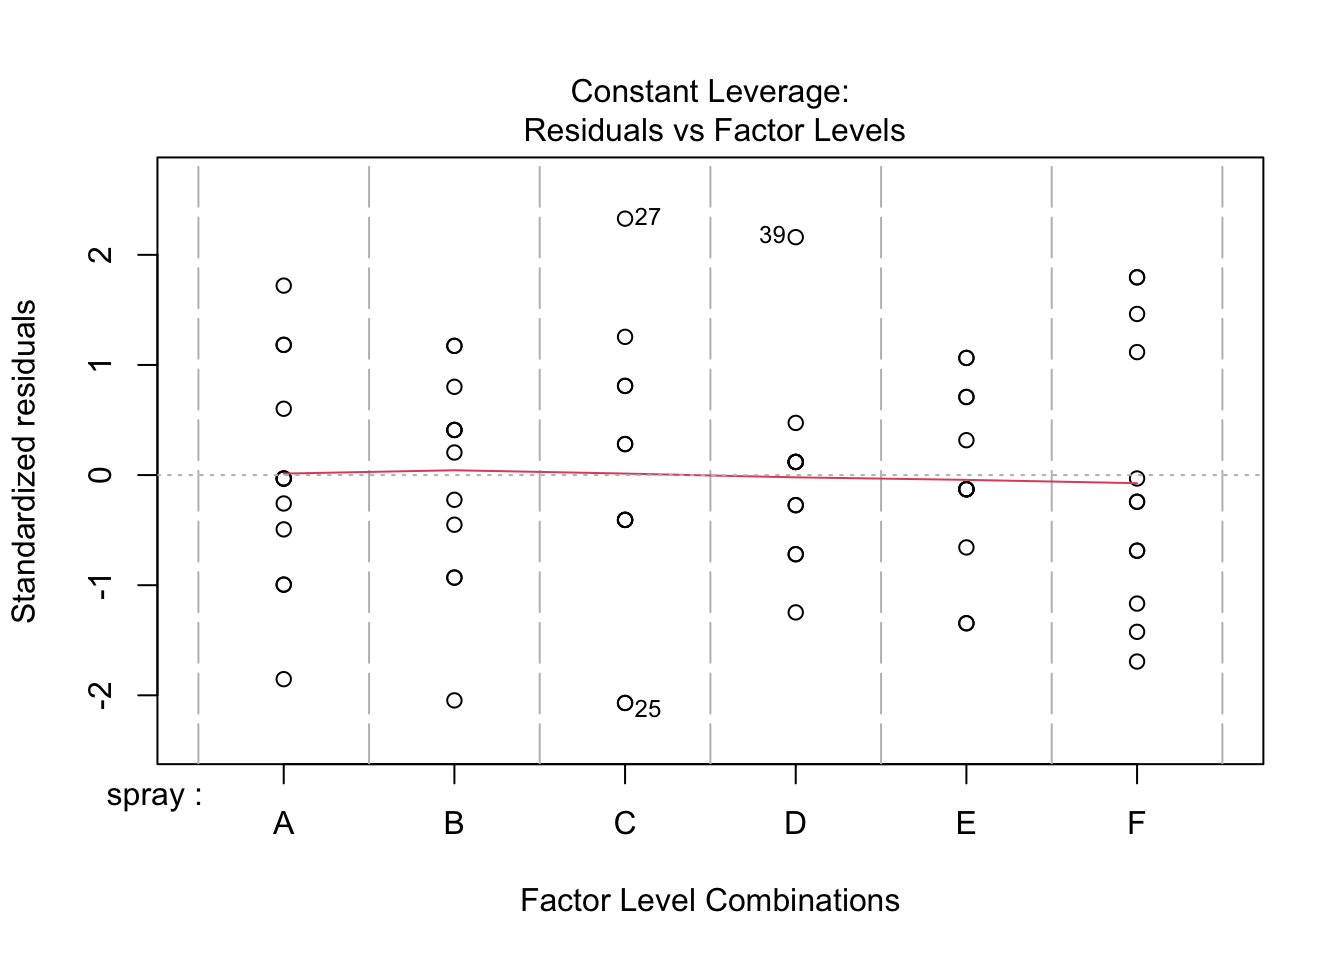 Constant Leverage:
Residuals vs Factor Levels
Standardized residuals
2
1
0
-1
-2
27
39
25
spray :
A B C D E F
Factor Level Combinations